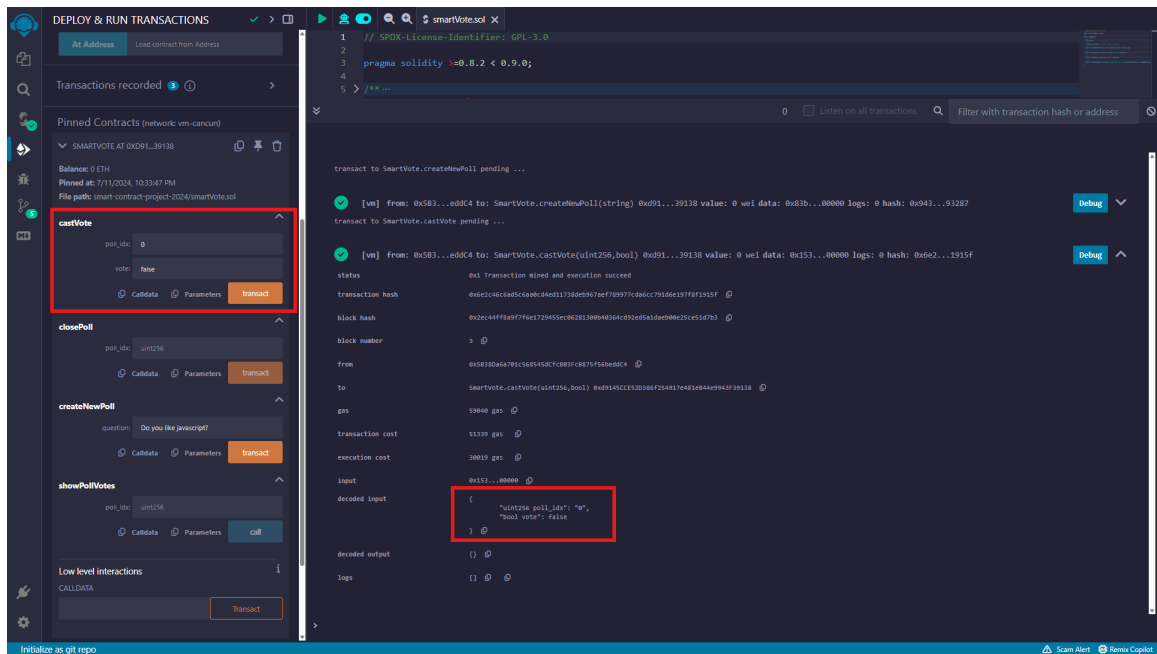 DEPLOY & RUN TRANSACTIONS
At Address
Load contract from Address
Transactions recorded 3
Pinned Contracts (network: vm-cancun)
SMARTVOTE AT 0XD91...39138
Balance: 0 ETH
Pinned at: 7/11/2024, 10:33:47 PM
File path: smart-contract-project-2024/smartVote.sol
castVote
poll_idx: 0
vote: false
Calldata Parameters transact
closePoll
poll_idx: uint256
Calldata Parameters transact
createNewPoll
question: Do you like javascript?
Calldata Parameters transact
showPollVotes
poll_idx: uint256
Calldata Parameters call
Low level interactions
CALLDATA
Transact
Initialize as git repo
5
smartVote.sol
1 // SPDX-License-Identifier: GPL-3.0
2
3 pragma solidity >=0.8.2 < 0.9.0;
4
5 /** ...
0 Listen on all transactions Filter with transaction hash or address
transact to SmartVote.createNewPoll pending ...
[vm] from: 0x5B3...eddC4 to: SmartVote.createNewPoll(string) 0xd91...39138 value: 0 wei data: 0x83b...00000 logs: 0 hash: 0x943...93287 Debug
transact to SmartVote.castVote pending ...
[vm] from: 0x5B3...eddC4 to: SmartVote.castVote(uint256,bool) 0xd91...39138 value: 0 wei data: 0x153...00000 logs: 0 hash: 0x6e2...1915f Debug
status 0x1 Transaction mined and execution succeed
transaction hash
block hash
block number 3
from 0x5B38Da6a701c568545dCfcB03FcB875f56beddC4
to SmartVote.castVote(uint256,bool) 0xd9145CCE52D386f254917e481eB44e9943F39138
gas 59040 gas
transaction cost 51339 gas
execution cost 30019 gas
input 0x153...00000
decoded input {
"uint256 poll_idx": "0",
"bool vote": false
}
decoded output {}
logs []
Scam Alert Remix Copilot